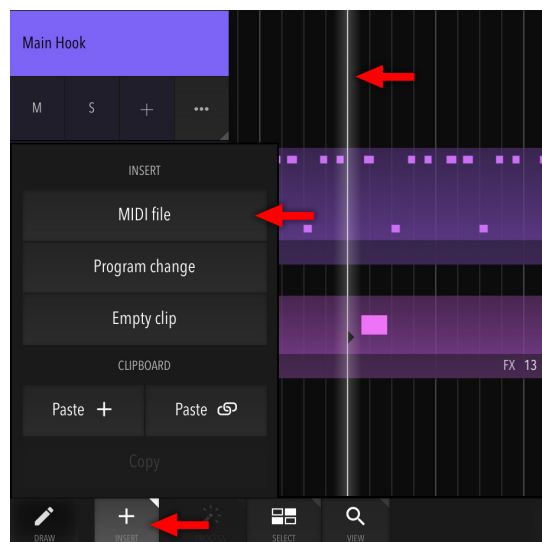 Main Hook
M S + •••
INSERT
MIDI file
Program change
Empty clip
CLIPBOARD
Paste + Paste
Copy
FX 13
DRAW INSERT SELECT VIEW